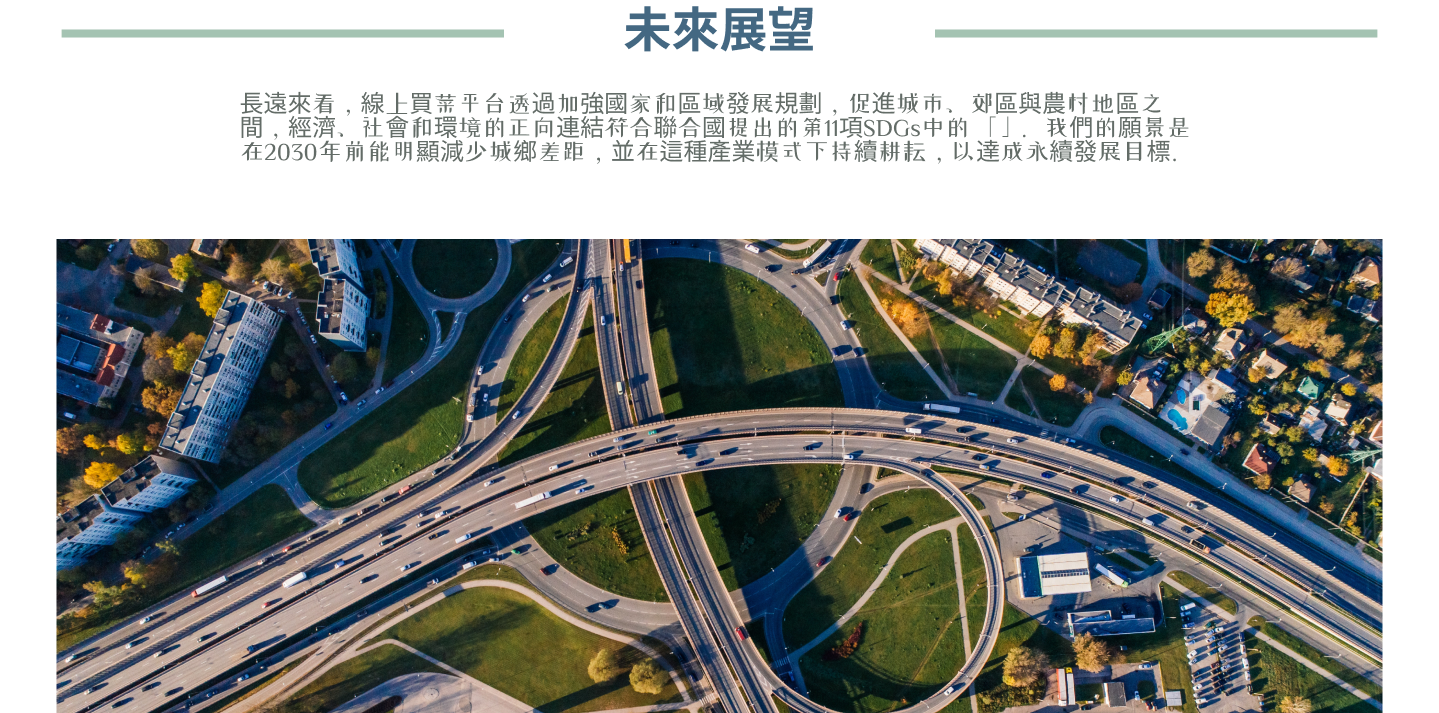 未來展望
長遠來看，線上買菜平台透過加強國家和區域發展規劃，促進城市、郊區與農村地區之
間，經濟、社會和環境的正向連結符合聯合國提出的第11項SDGs中的「」. 我們的願景是
在2030年前能明顯減少城鄉差距，並在這種產業模式下持續耕耘，以達成永續發展目標.